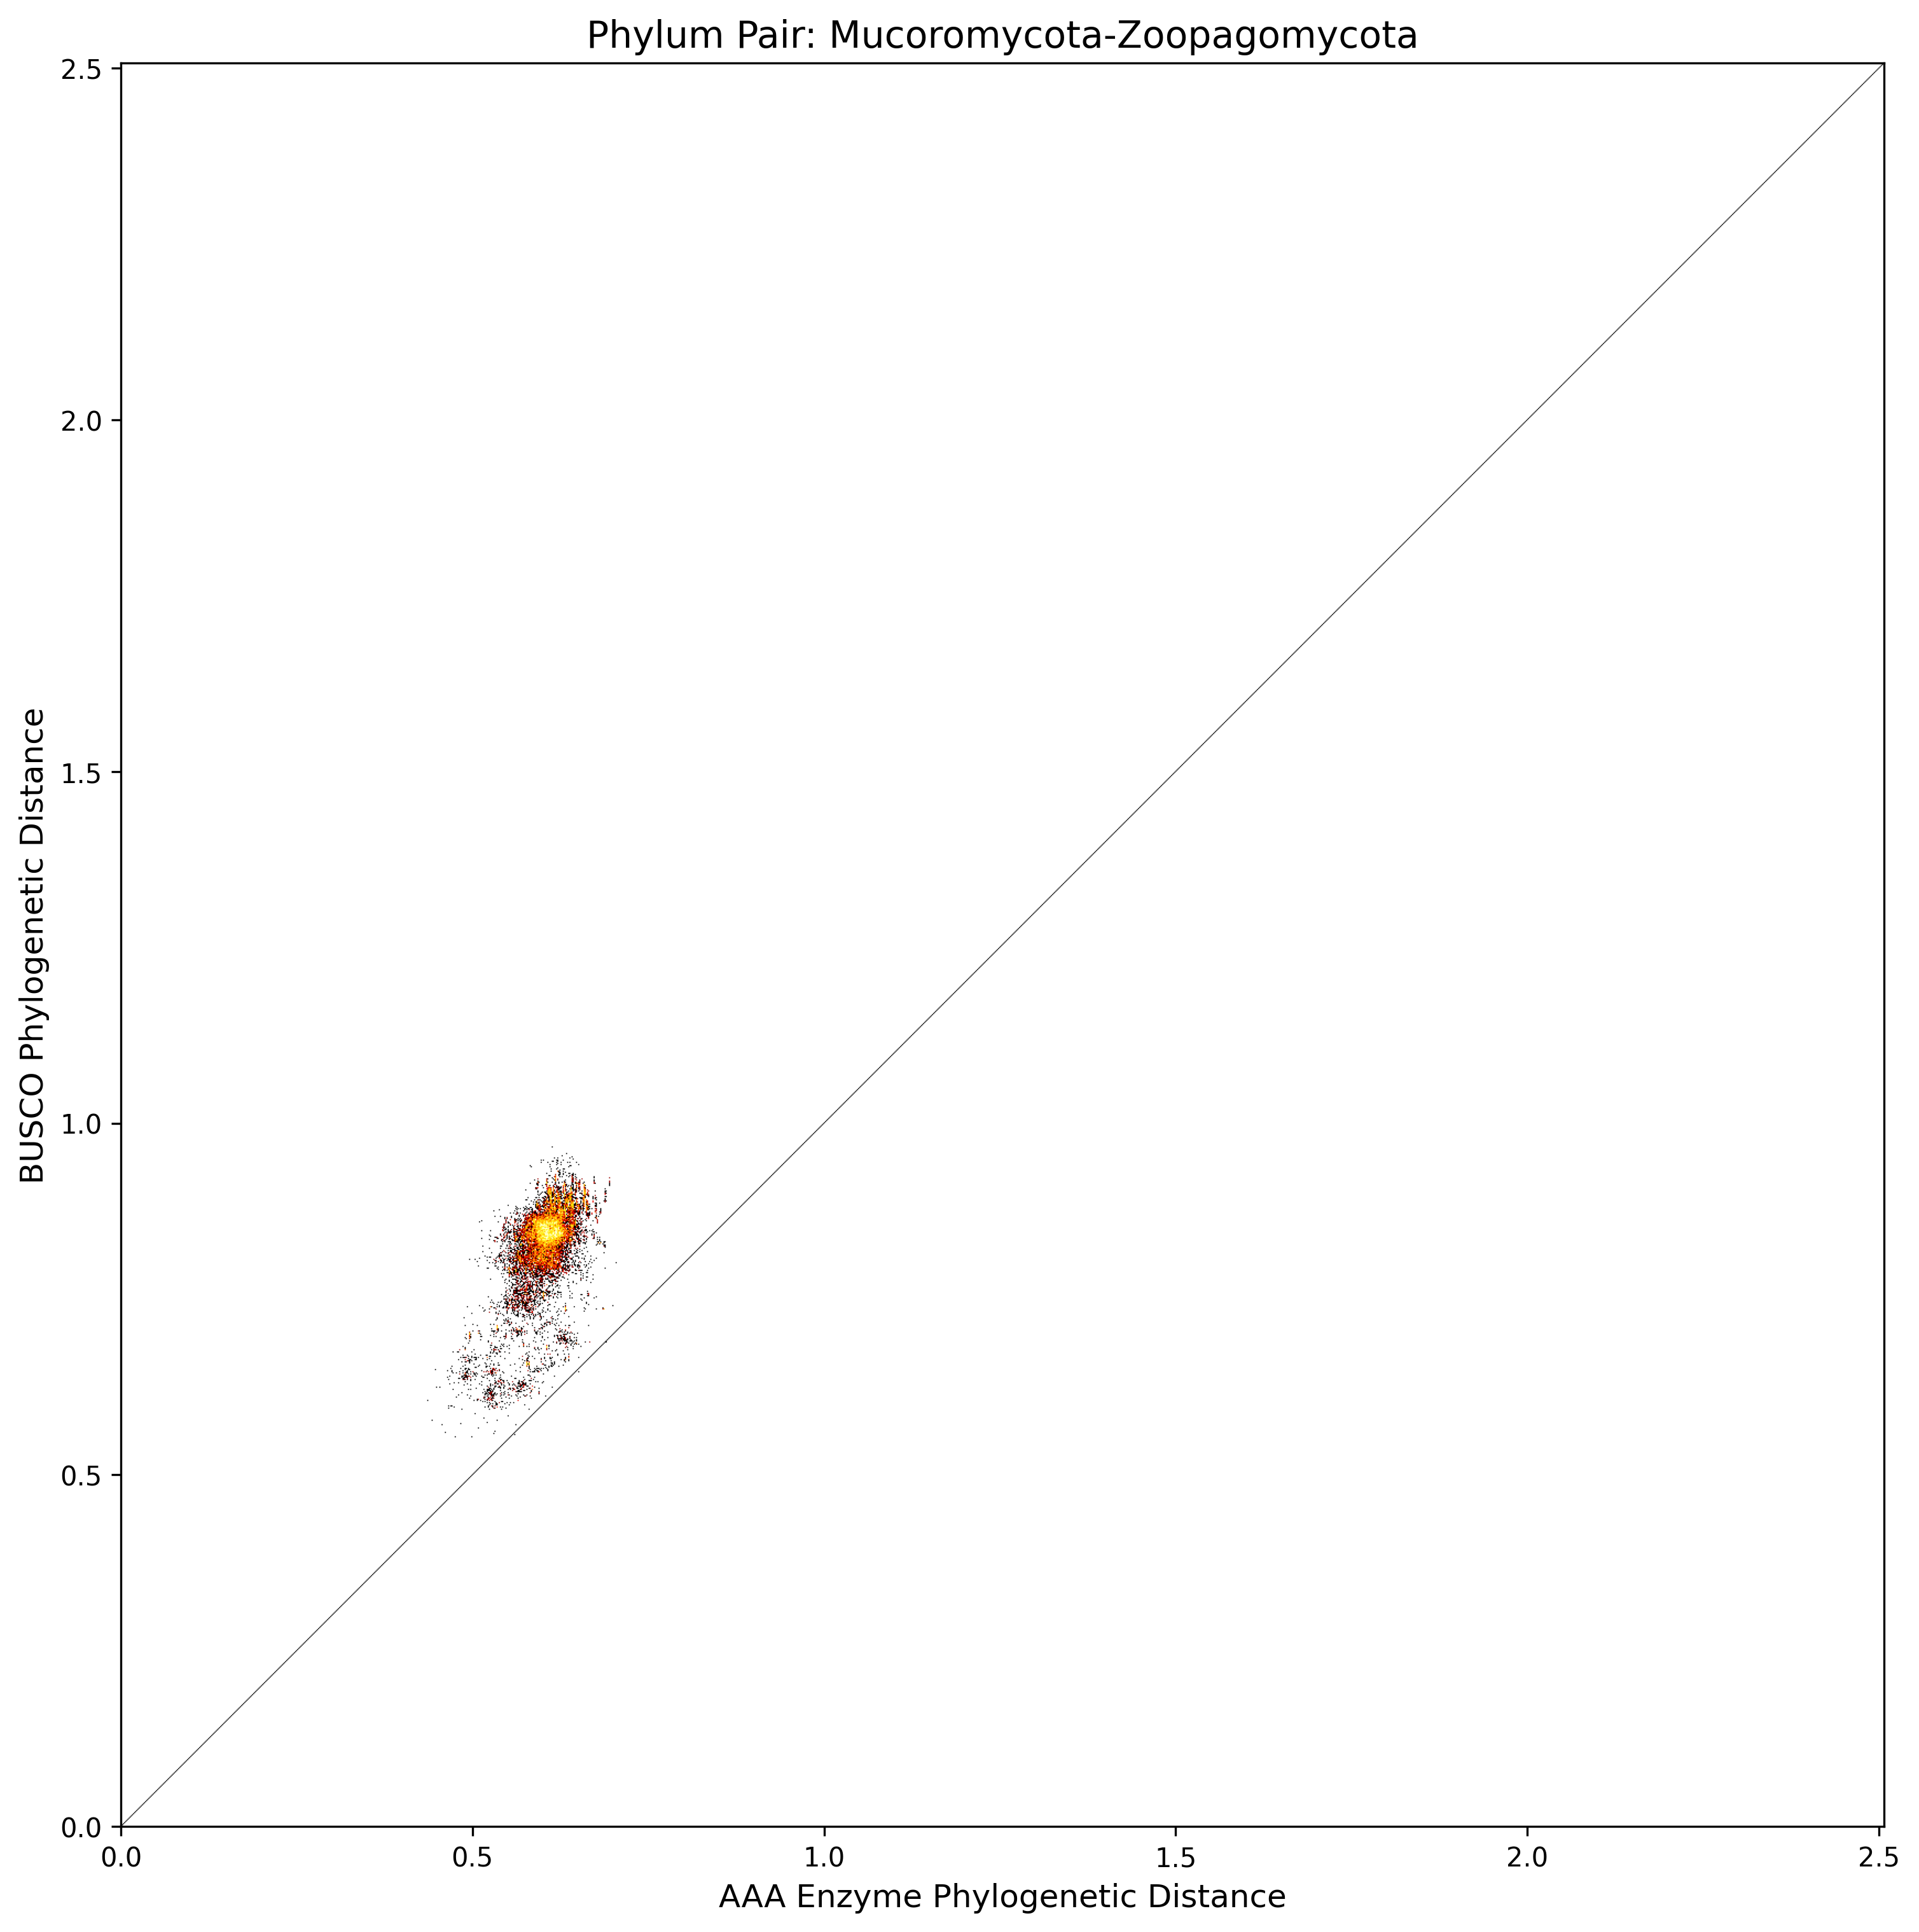 Phylum Pair: Mucoromycota-Zoopagomycota
2.5
2.0
1.5
1.0
0.5
0.0
BUSCO Phylogenetic Distance
0.0 0.5 1.0 1.5 2.0 2.5
AAA Enzyme Phylogenetic Distance